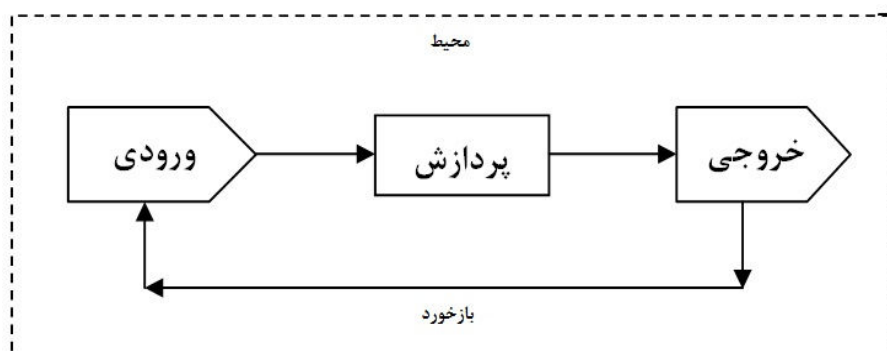 محیط
ورودی
پردازش
خروجی
بازخورد